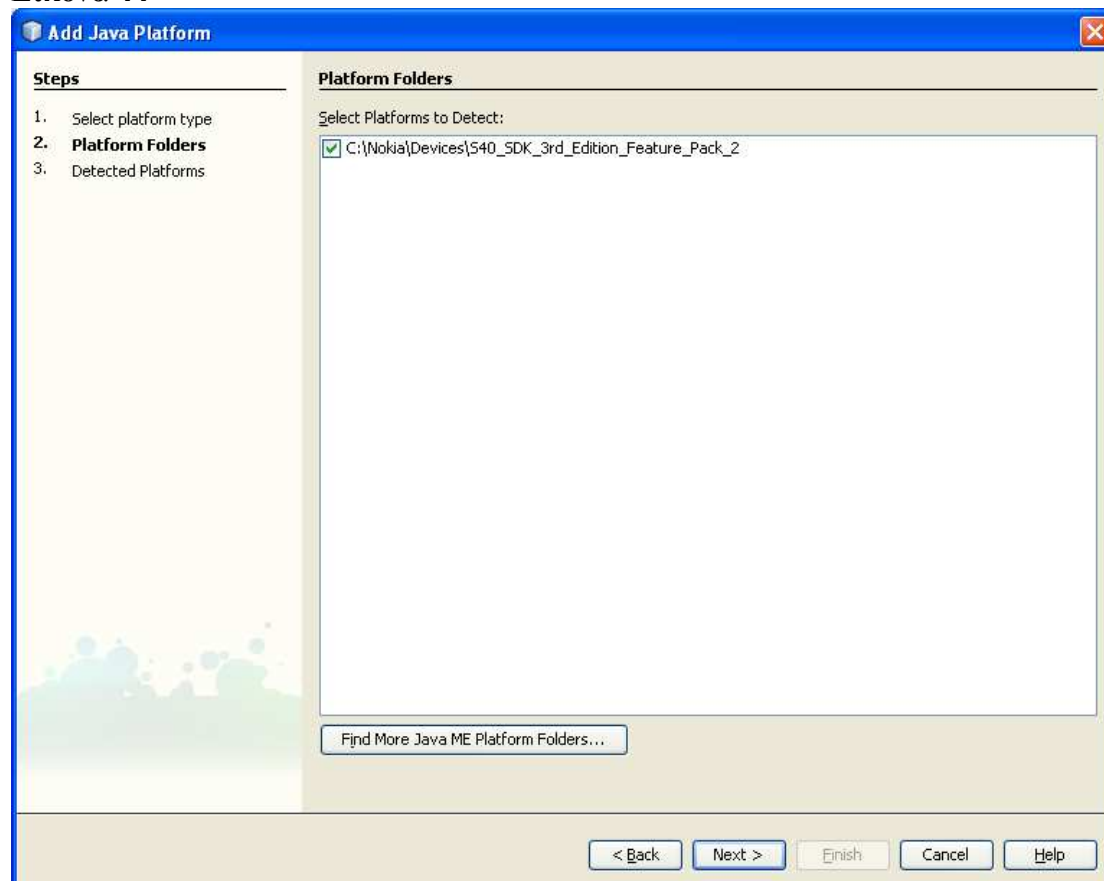 Add Java Platform
Steps
1. Select platform type
2. Platform Folders
3. Detected Platforms
Platform Folders
Select Platforms to Detect:
C:\Nokia\Devices\S40_SDK_3rd_Edition_Feature_Pack_2
Find More Java ME Platform Folders...
< Back Next > Finish Cancel Help